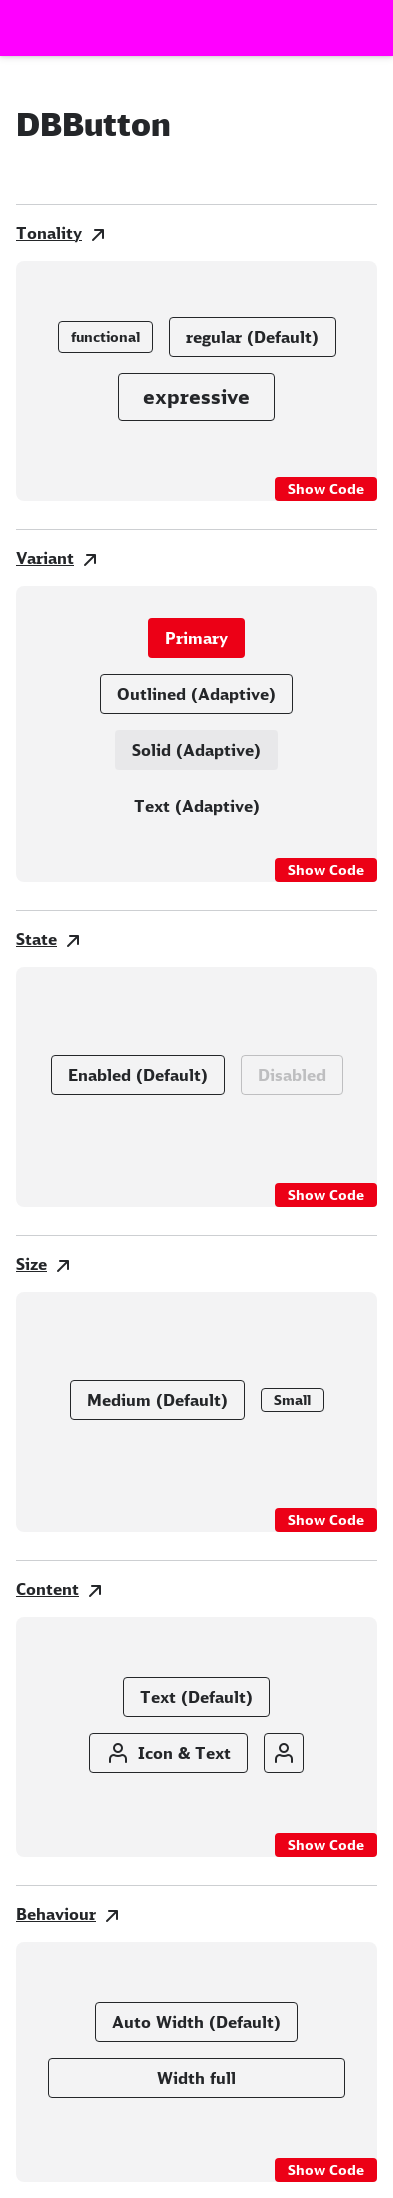 DBButton
Tonality
functional regular (Default)
expressive
Show Code
Variant
Primary
Outlined (Adaptive)
Solid (Adaptive)
Text (Adaptive)
Show Code
State
Enabled (Default) Disabled
Show Code
Size
Medium (Default) Small
Show Code
Content
Text (Default)
Icon & Text
Show Code
Behaviour
Auto Width (Default)
Width full
Show Code